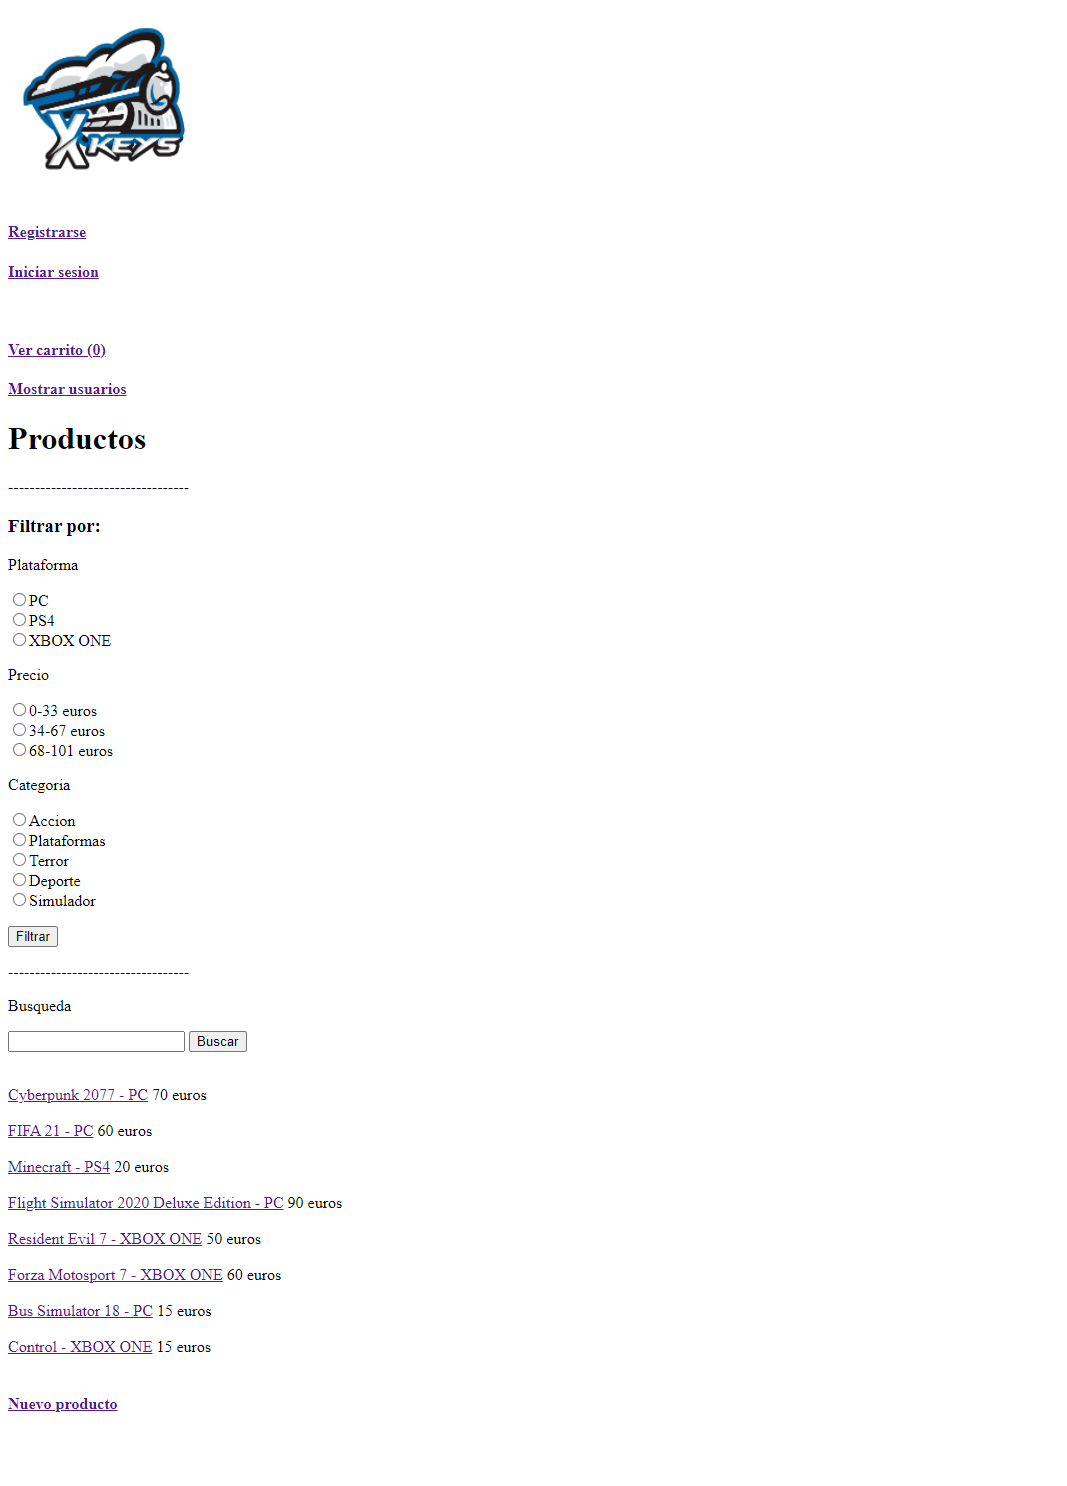 X-KEYS
Registrarse
Iniciar sesion
Ver carrito (0)
Mostrar usuarios
Productos
----------------------------------
Filtrar por:
Plataforma
PC
PS4
XBOX ONE
Precio
0-33 euros
34-67 euros
68-101 euros
Categoria
Accion
Plataformas
Terror
Deporte
Simulador
Filtrar
----------------------------------
Busqueda
Buscar
Cyberpunk 2077 - PC 70 euros
FIFA 21 - PC 60 euros
Minecraft - PS4 20 euros
Flight Simulator 2020 Deluxe Edition - PC 90 euros
Resident Evil 7 - XBOX ONE 50 euros
Forza Motosport 7 - XBOX ONE 60 euros
Bus Simulator 18 - PC 15 euros
Control - XBOX ONE 15 euros
Nuevo producto